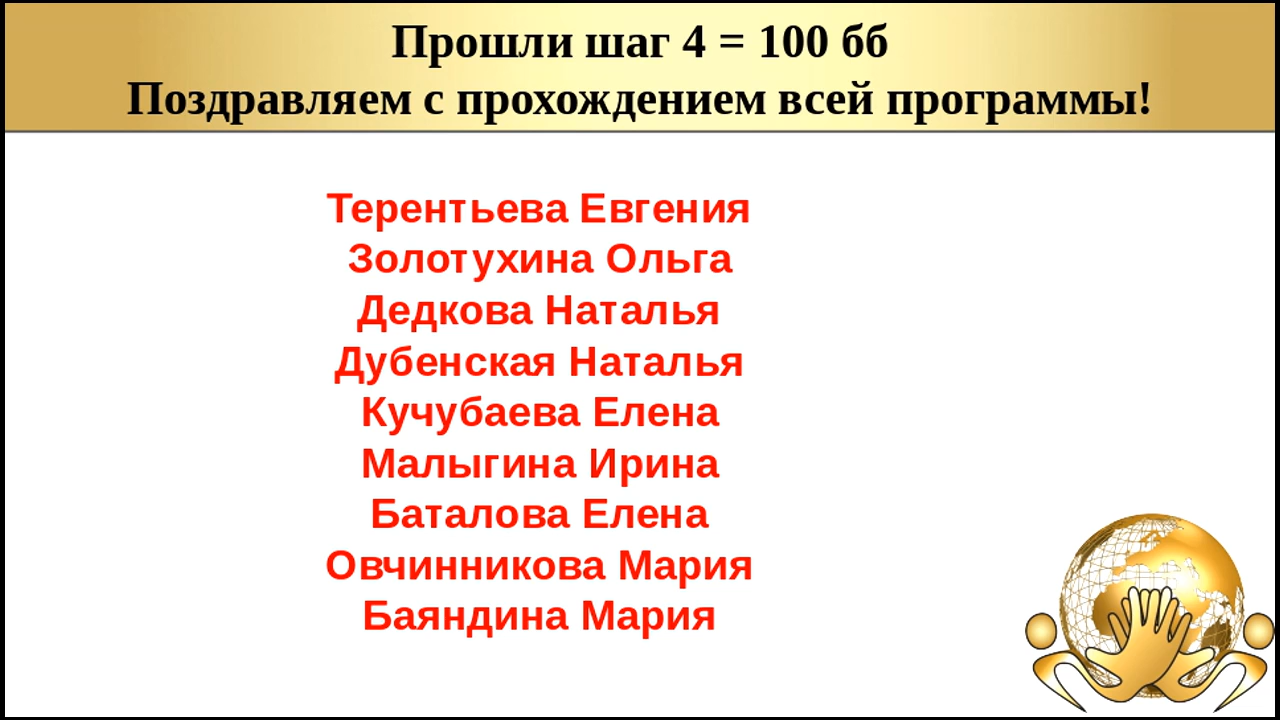 Прошли шаг 4 = 100 бб
Поздравляем с прохождением всей программы!
Терентьева Евгения
Золотухина Ольга
Дедкова Наталья
Дубенская Наталья
Кучубаева Елена
Малыгина Ирина
Баталова Елена
Овчинникова Мария
Баяндина Мария